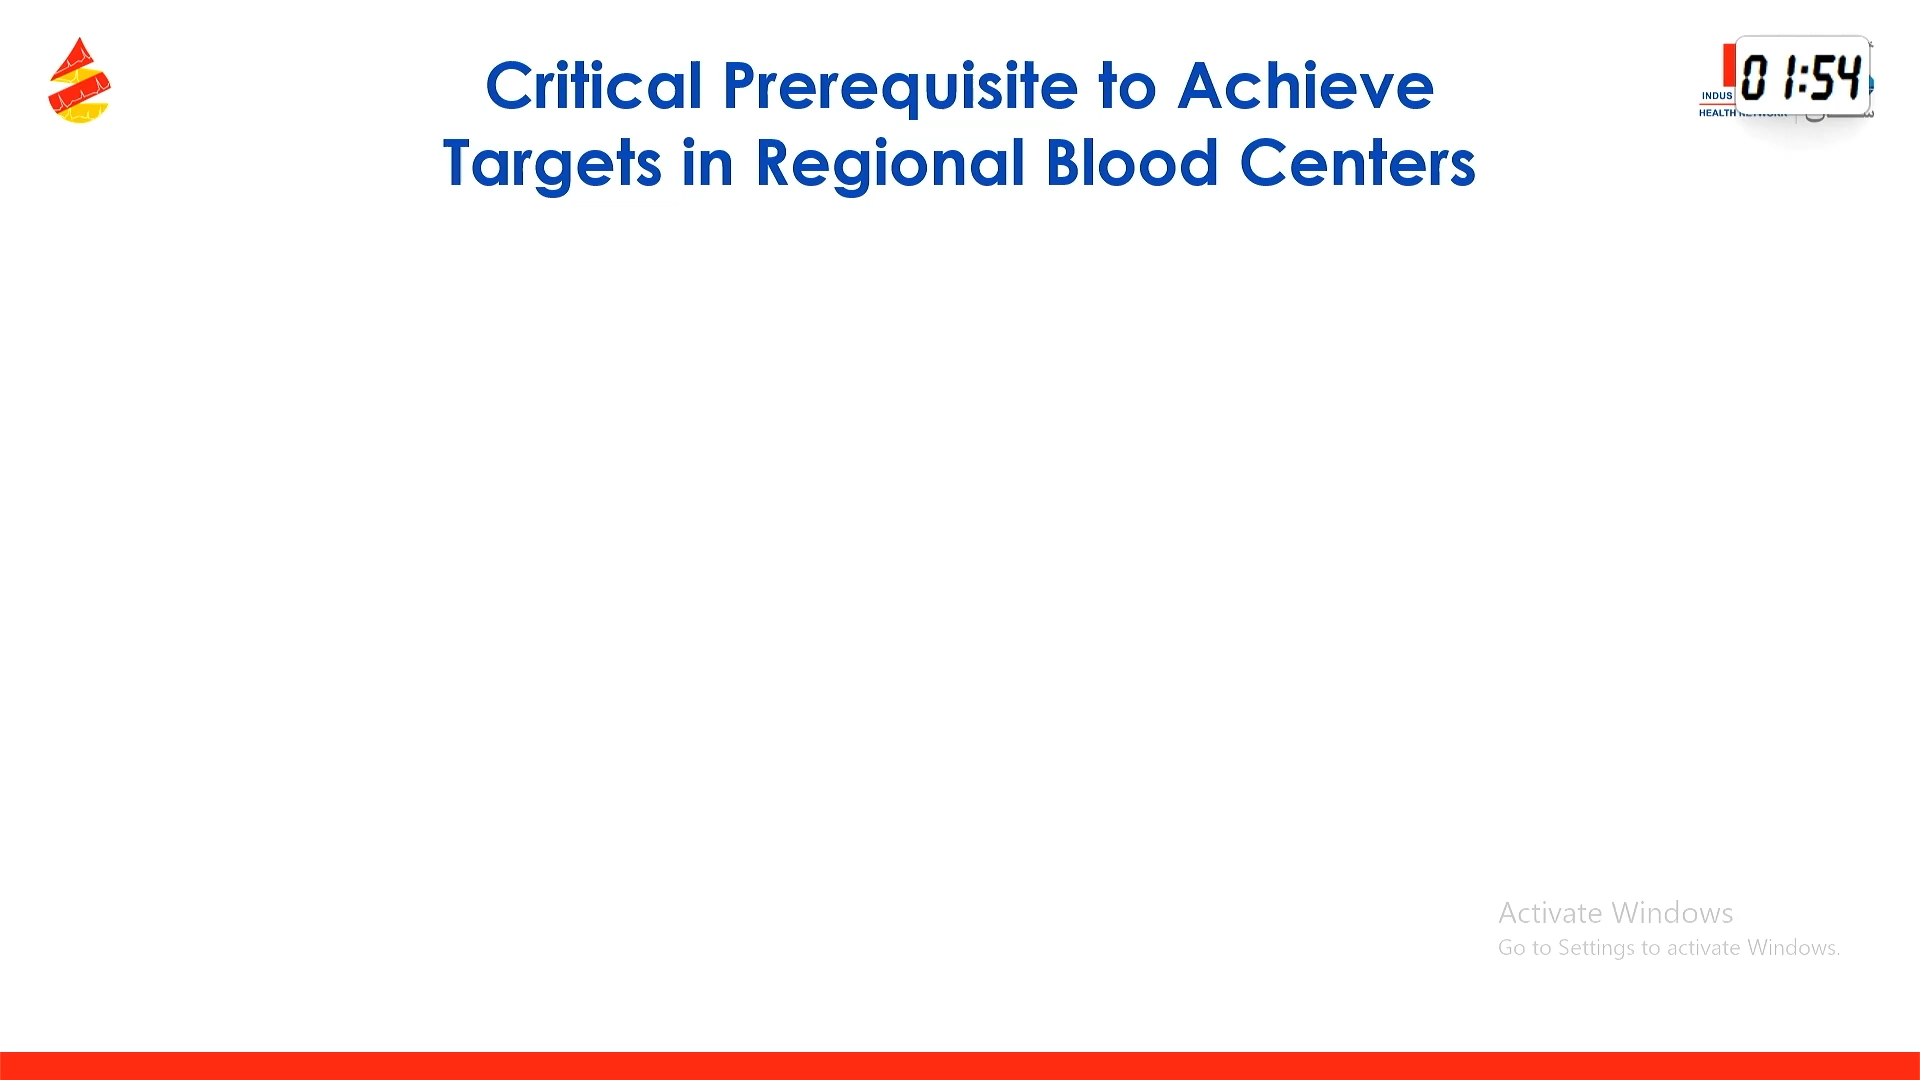 Critical Prerequisite to Achieve
Targets in Regional Blood Centers
01:54
INDUS
HEALTH NETWORK
Activate Windows
Go to Settings to activate Windows.